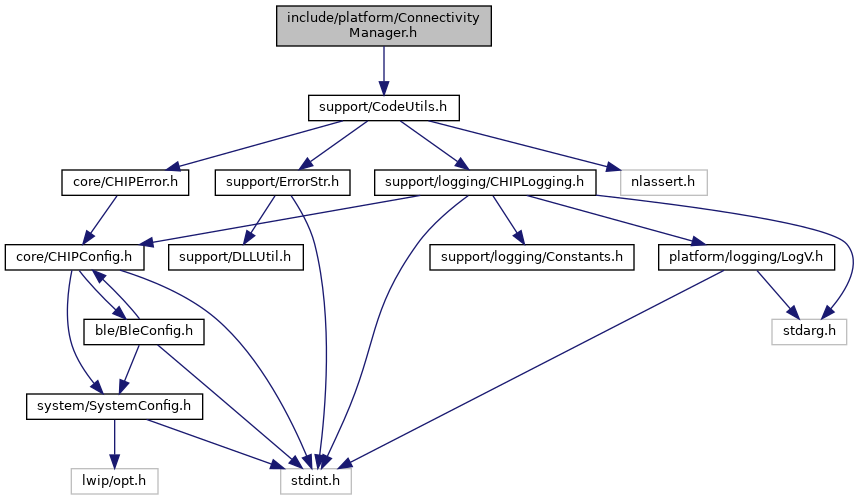 include/platform/Connectivity
Manager.h
support/CodeUtils.h
core/CHIPError.h
support/ErrorStr.h
support/logging/CHIPLogging.h
nlassert.h
core/CHIPConfig.h
support/DLLUtil.h
support/logging/Constants.h
platform/logging/LogV.h
ble/BleConfig.h
stdarg.h
system/SystemConfig.h
lwip/opt.h
stdint.h